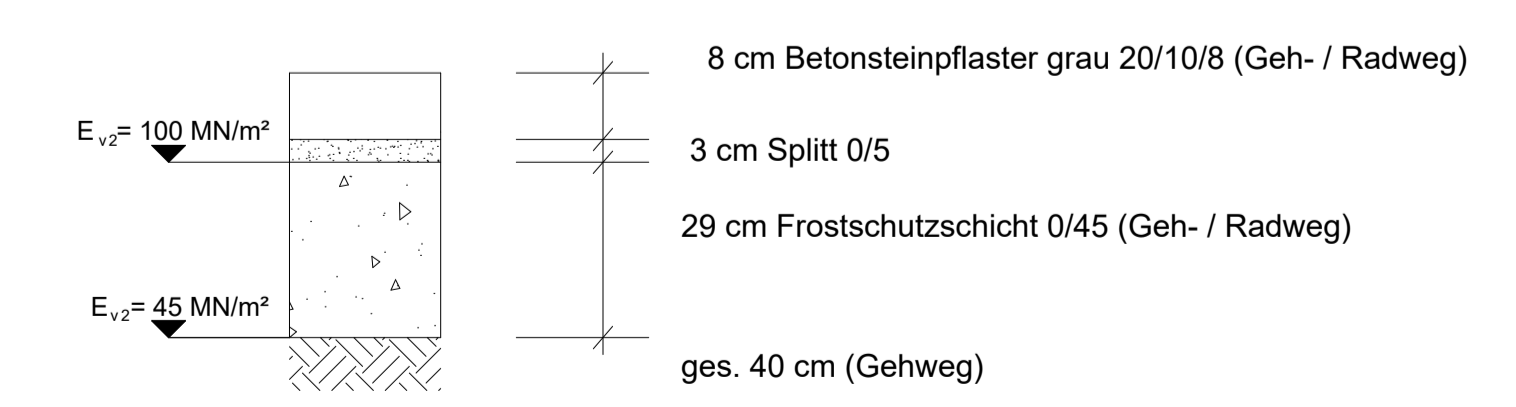 8 cm Betonsteinpflaster grau 20/10/8 (Geh- / Radweg)
E v2= 100 MN/m²
3 cm Splitt 0/5
29 cm Frostschutzschicht 0/45 (Geh- / Radweg)
E v2= 45 MN/m²
ges. 40 cm (Gehweg)